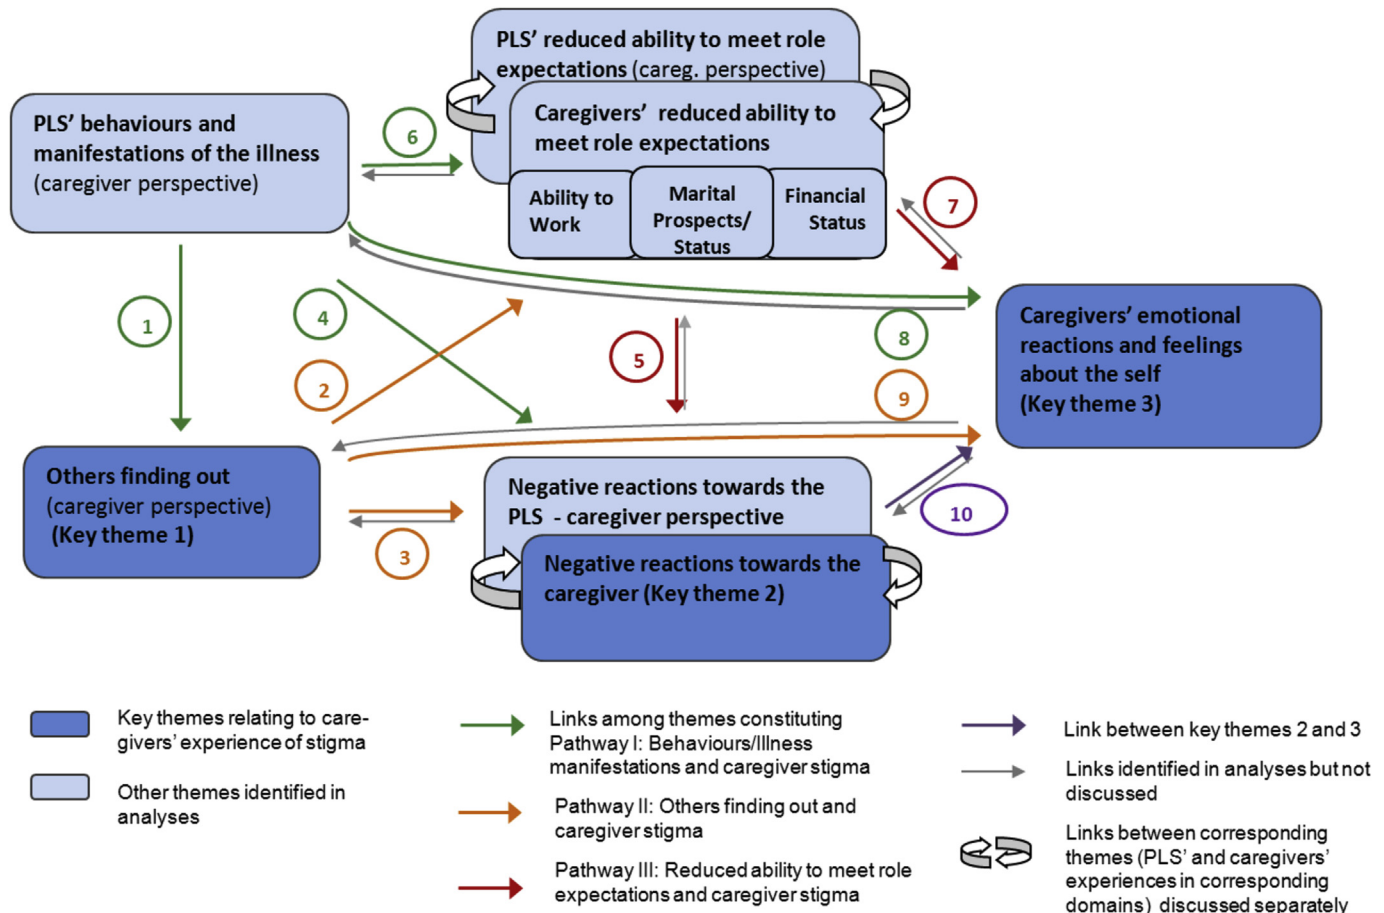 PLS' reduced ability to meet role
expectations (careg. perspective)
Caregivers' reduced ability to
meet role expectations
Ability to
Work
Marital
Prospects/
Status
Financial
Status
PLS' behaviours and
manifestations of the illness
(caregiver perspective)
6
7
1
4
2
5
8
9
Caregivers' emotional
reactions and feelings
about the self
(Key theme 3)
Others finding out
(caregiver perspective)
(Key theme 1)
3
Negative reactions towards the
PLS - caregiver perspective
Negative reactions towards the
caregiver (Key theme 2)
10
Key themes relating to care-
givers' experience of stigma
Other themes identified in
analyses
Links among themes constituting
Pathway I: Behaviours/Illness
manifestations and caregiver stigma
Pathway II: Others finding out and
caregiver stigma
Pathway III: Reduced ability to meet role
expectations and caregiver stigma
Link between key themes 2 and 3
Links identified in analyses but not
discussed
Links between corresponding
themes (PLS' and caregivers'
experiences in corresponding
domains) discussed separately